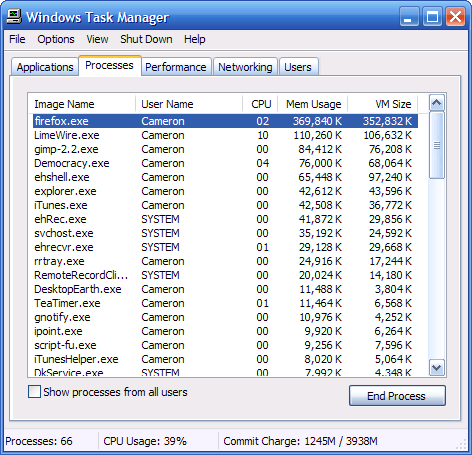 Windows Task Manager
File Options View Shut Down Help
Applications Processes Performance Networking Users
Image Name User Name CPU Mem Usage VM Size
firefox.exe Cameron 02 369,840 K 352,832 K
LimeWire.exe Cameron 10 110,260 K 106,632 K
gimp-2.2.exe Cameron 00 84,412 K 76,208 K
Democracy.exe Cameron 04 76,000 K 68,064 K
ehshell.exe Cameron 00 65,448 K 97,240 K
explorer.exe Cameron 00 42,612 K 43,596 K
iTunes.exe Cameron 00 42,508 K 36,772 K
ehRec.exe SYSTEM 00 41,872 K 29,856 K
svchost.exe SYSTEM 00 35,192 K 24,592 K
ehrecvr.exe SYSTEM 01 29,128 K 29,668 K
rrtray.exe Cameron 00 24,916 K 17,244 K
RemoteRecordCli... SYSTEM 00 20,024 K 14,180 K
DesktopEarth.exe Cameron 00 11,488 K 3,804 K
TeaTimer.exe Cameron 01 11,464 K 6,568 K
gnotify.exe Cameron 00 10,976 K 4,252 K
ipoint.exe Cameron 00 9,920 K 6,264 K
script-fu.exe Cameron 00 9,256 K 7,596 K
iTunesHelper.exe Cameron 00 8,020 K 5,064 K
DkService.exe SYSTEM 00 7,992 K 4,348 K
Show processes from all users
End Process
Processes: 66 CPU Usage: 39% Commit Charge: 1245M / 3938M